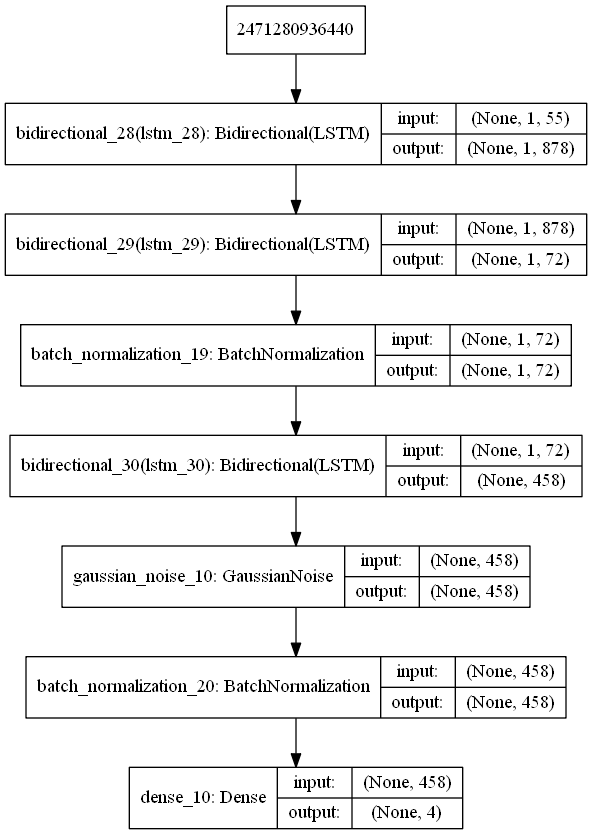 2471280936440
bidirectional_28(lstm_28): Bidirectional(LSTM)
input: (None, 1, 55)
output: (None, 1, 878)
bidirectional_29(lstm_29): Bidirectional(LSTM)
input: (None, 1, 878)
output: (None, 1, 72)
batch_normalization_19: BatchNormalization
input: (None, 1, 72)
output: (None, 1, 72)
bidirectional_30(lstm_30): Bidirectional(LSTM)
input: (None, 1, 72)
output: (None, 458)
gaussian_noise_10: GaussianNoise
input: (None, 458)
output: (None, 458)
batch_normalization_20: BatchNormalization
input: (None, 458)
output: (None, 458)
dense_10: Dense
input: (None, 458)
output: (None, 4)